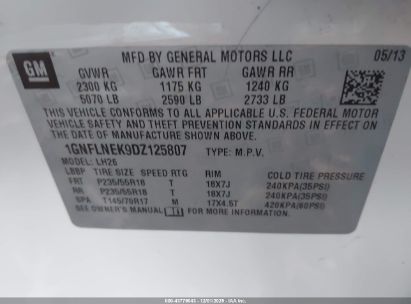 GM
MFD BY GENERAL MOTORS LLC
05/13
GVWR GAWR FRT GAWR RR
2300 KG 1175 KG 1240 KG
5070 LB 2590 LB 2733 LB
THIS VEHICLE CONFORMS TO ALL APPLICABLE U.S. FEDERAL MOTOR
VEHICLE SAFETY AND THEFT PREVENTION STANDARDS IN EFFECT
ON THE DATE OF MANUFACTURE SHOWN ABOVE.
1GNFLNEK9DZ125807 TYPE: M.P.V.
MODEL: LH26
TIRE SIZE SPEED RTG RIM COLD TIRE PRESSURE
FRT P235/55R18 T 18X7J 240KPA(35PSI)
RR P235/55R18 T 18X7J 240KPA(35PSI)
SPA T145/70R17 M 17X4.5T 420KPA(60PSI)
SEE OWNER'S MANUAL FOR MORE INFORMATION.